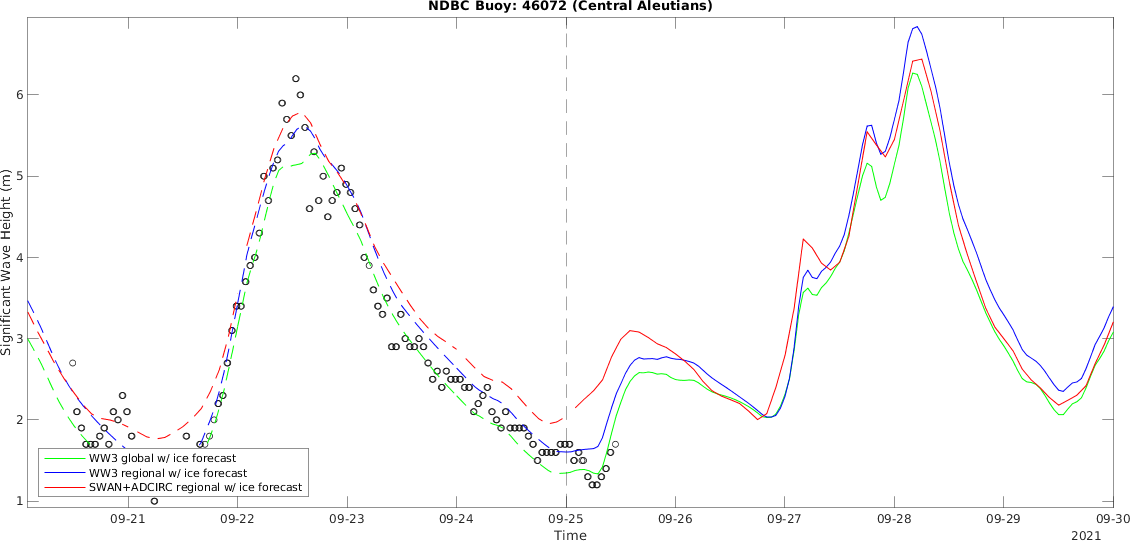 NDBC Buoy: 46072 (Central Aleutians)
Significant Wave Height (m)
6
5
4
3
2
1
WW3 global w/ ice forecast
WW3 regional w/ ice forecast
SWAN+ADCIRC regional w/ ice forecast
09-21 09-22 09-23 09-24 09-25 09-26 09-27 09-28 09-29 09-30
Time
2021